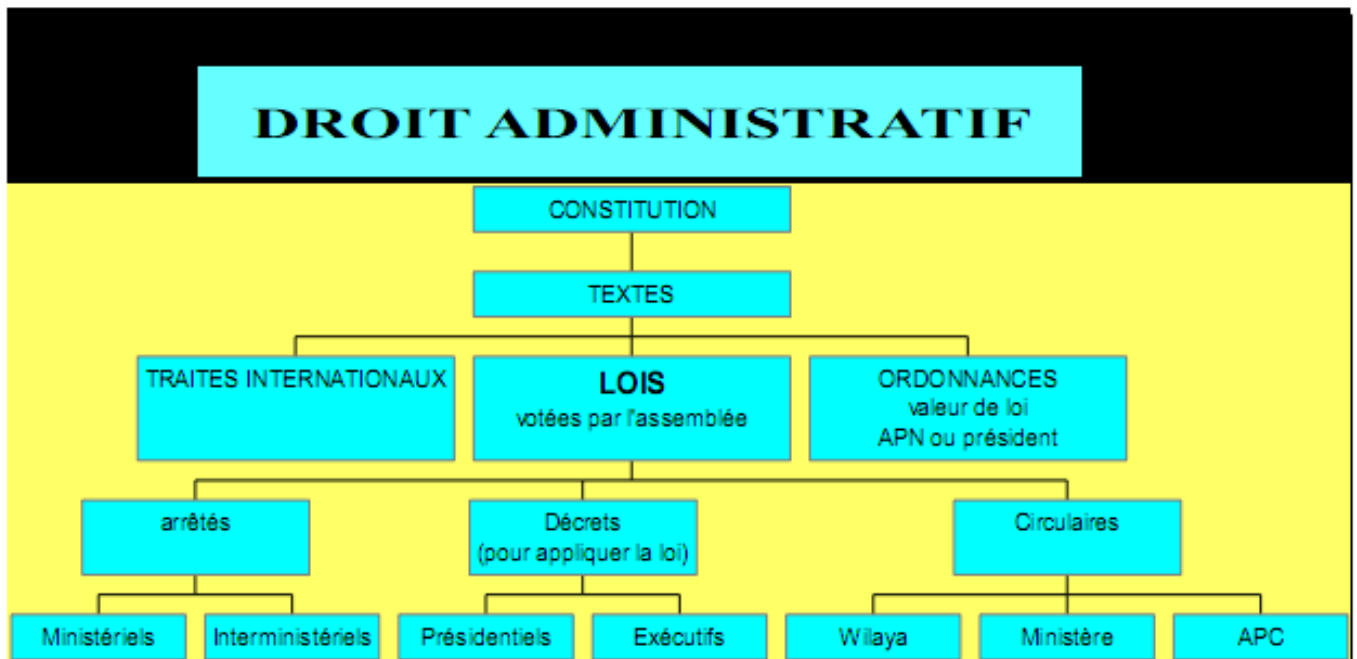 DROIT ADMINISTRATIF
CONSTITUTION
TEXTES
TRAITES INTERNATIONAUX
LOIS
votées par l'assemblée
ORDONNANCES
valeur de loi
APN ou président
arrêtés
Décrets
(pour appliquer la loi)
Circulaires
Ministériels
Interministériels
Présidentiels
Exécutifs
Wilaya
Ministère
APC